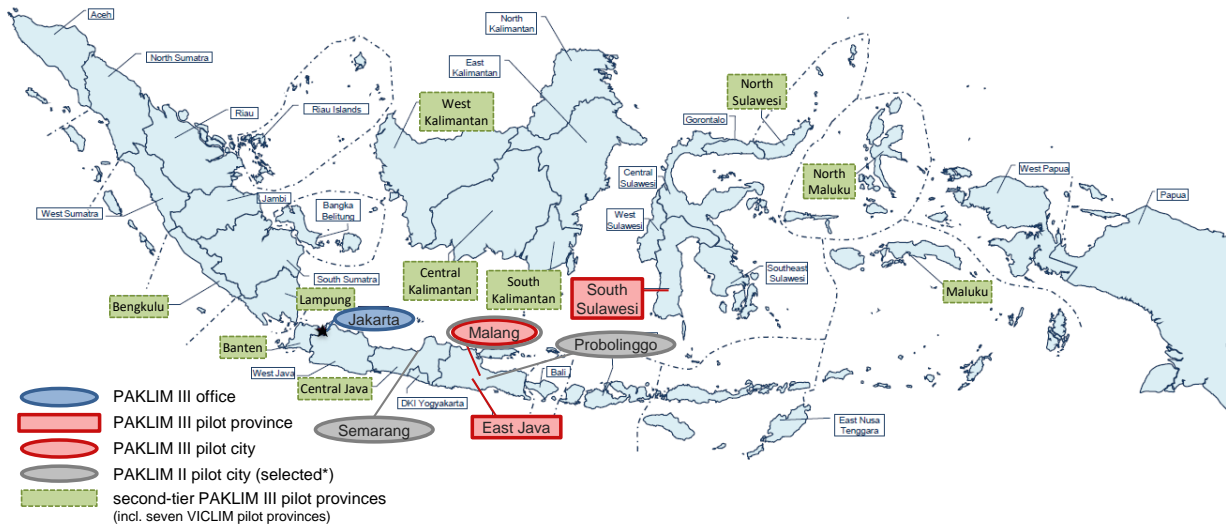 Aceh
North
Kalimantan
North Sumatra
East
Kalimantan
North
Sulawesi
Riau
Riau Islands
West
Kalimantan
Gorontalo
Central
Sulawesi
North
Maluku
West Papua
Papua
Jambi
Bangka
Belitung
West Sumatra
West
Sulawesi
South Sumatra
Central
Kalimantan
South
Kalimantan
Southeast
Sulawesi
Bengkulu
Lampung
South
Sulawesi
Maluku
Jakarta
Malang
Probolinggo
Banten
West Java
Bali
Central Java
DKI Yogyakarta
Semarang
East Java
East Nusa
Tenggara
PAKLIM III office
PAKLIM III pilot province
PAKLIM III pilot city
PAKLIM II pilot city (selected*)
second-tier PAKLIM III pilot provinces
(incl. seven VICLIM pilot provinces)